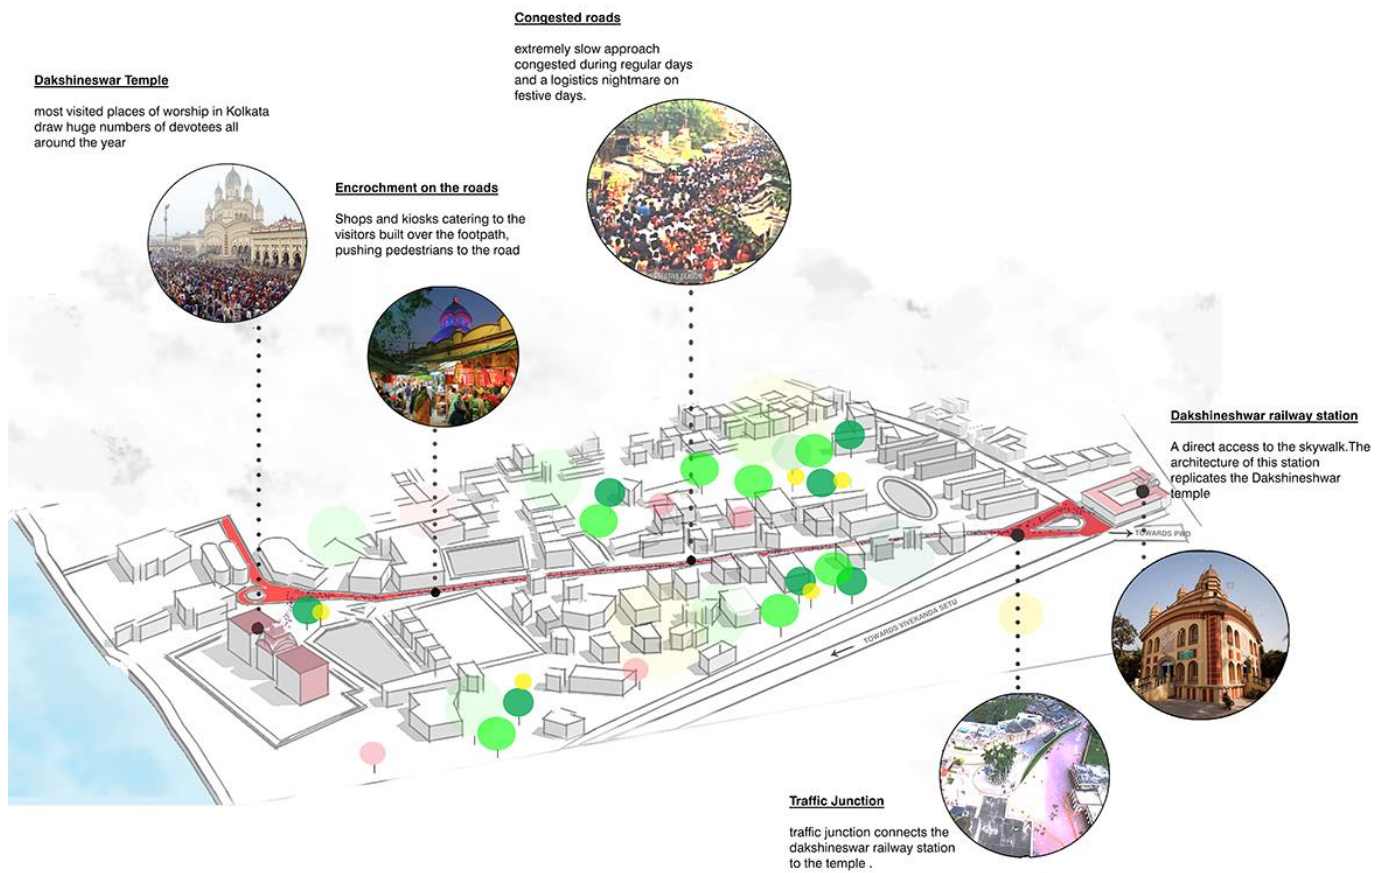 Congested roads
extremely slow approach
congested during regular days
and a logistics nightmare on
festive days.
Dakshineswar Temple
most visited places of worship in Kolkata
draw huge numbers of devotees all
around the year
Encrochment on the roads
Shops and kiosks catering to the
visitors built over the footpath,
pushing pedestrians to the road
FESTIVE SEASON
Dakshineshwar railway station
A direct access to the skywalk.The
architecture of this station
replicates the Dakshineshwar
temple
TOWARDS PWD
TOWARDS VIVEKANDA SETU
Traffic Junction
traffic junction connects the
dakshineswar railway station
to the temple .